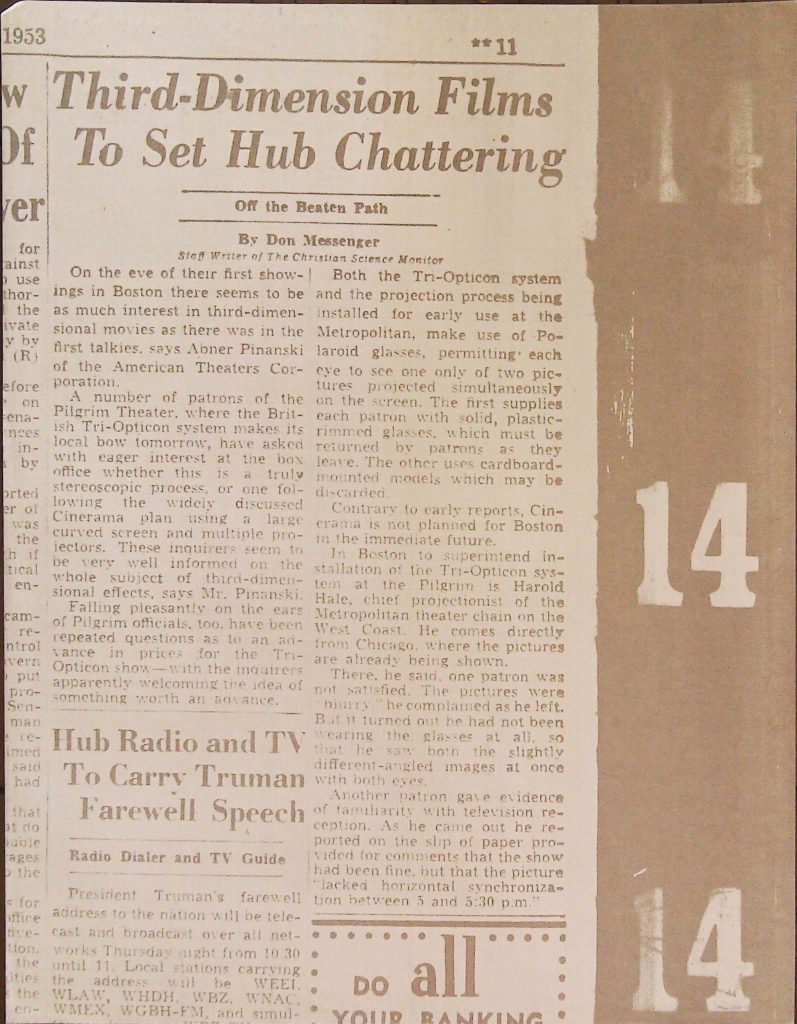 1953
**11
w
Of
ver
Third-Dimension Films
To Set Hub Chattering
Off the Beaten Path
By Don Messenger
Staff Writer of The Christian Science Monitor
On the eve of their first show-
ings in Boston there seems to be
as much interest in third-dimen-
sional movies as there was in the
first talkies, says Abner Pinanski
of the American Theaters Cor-
poration.
A number of patrons of the
Pilgrim Theater, where the Brit-
ish Tri-Opticon system makes its
local bow tomorrow, have asked
with eager interest at the box
office whether this is a truly
stereoscopic process, or one fol-
lowing the widely discussed
Cinerama plan using a large
curved screen and multiple pro-
jectors. These inquirers seem to
be very well informed on the
whole subject of third-dimen-
sional effects, says Mr. Pinanski.
Falling pleasantly on the ears
of Pilgrim officials, too, have been
repeated questions as to an ad-
vance in prices for the Tri-
Opticon show—with the inquirers
apparently welcoming the idea of
something worth an advance.
Both the Tri-Opticon system
and the projection process being
installed for early use at the
Metropolitan, make use of Po-
laroid glasses, permitting each
eye to see one only of two pic-
tures projected simultaneously
on the screen. The first supplies
each patron with solid, plastic-
rimmed glasses, which must be
returned by patrons as they
leave. The other uses cardboard-
mounted models which may be
discarded.
Contrary to early reports, Cin-
erama is not planned for Boston
in the immediate future.
In Boston to superintend in-
stallation of the Tri-Opticon sys-
tem at the Pilgrim is Harold
Hale, chief projectionist of the
Metropolitan theater chain on the
West Coast. He comes directly
from Chicago, where the pictures
are already being shown.
There, he said, one patron was
not satisfied. The pictures were
"blurry," he complained as he left.
But it turned out he had not been
wearing the glasses at all, so
that he saw both the slightly
different-angled images at once
with both eyes.
Another patron gave evidence
of familiarity with television re-
ception. As he came out he re-
ported on the slip of paper pro-
vided for comments that the show
had been fine, but that the picture
"lacked horizontal synchroniza-
tion between 5 and 5:30 p.m."
Hub Radio and TV
To Carry Truman
Farewell Speech
Radio Dialer and TV Guide
President Truman's farewell
address to the nation will be tele-
cast and broadcast over all net-
works Thursday night from 10:30
until 11. Local stations carrying
the address will be WEEI,
WLAW, WHDH, WBZ, WNAC,
WMEX, WGBH-FM, and simul-
DO all
YOUR BANKING
14
14
14